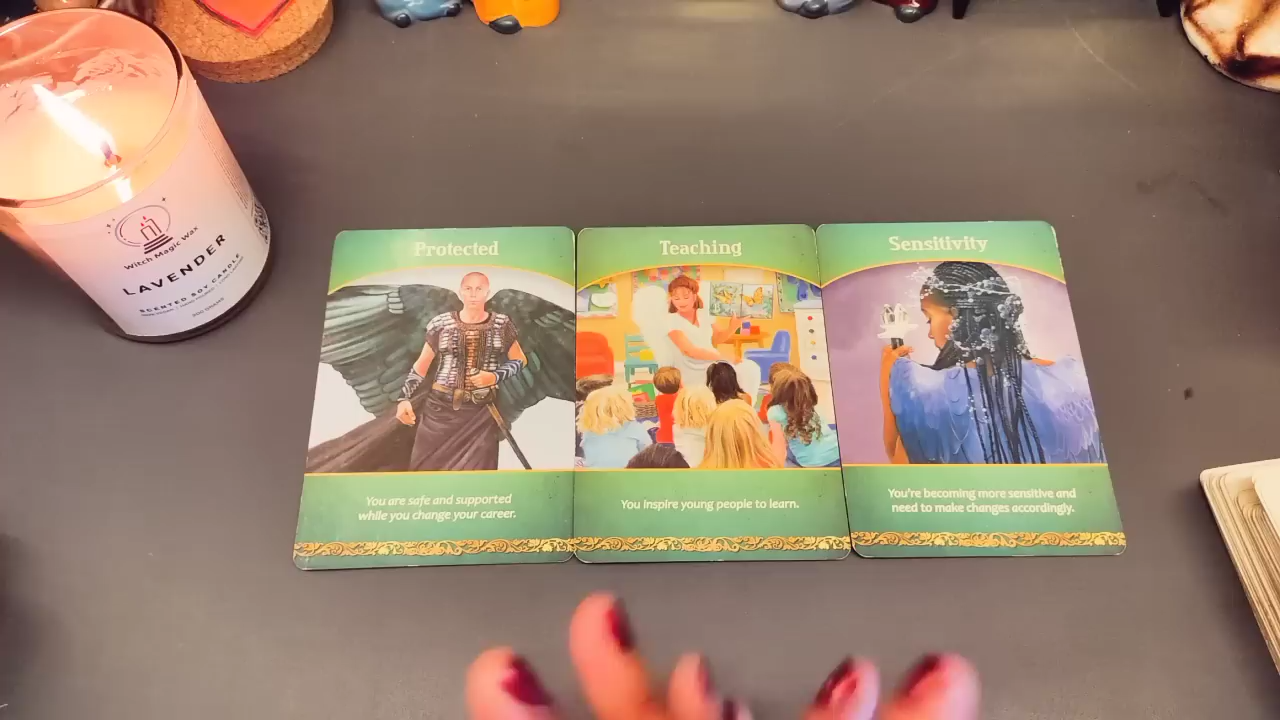 Witch Magic Wax
LAVENDER
SCENTED SOY CANDLE
Protected
You are safe and supported
while you change your career.
Teaching
You inspire young people to learn.
Sensitivity
You're becoming more sensitive and
need to make changes accordingly.